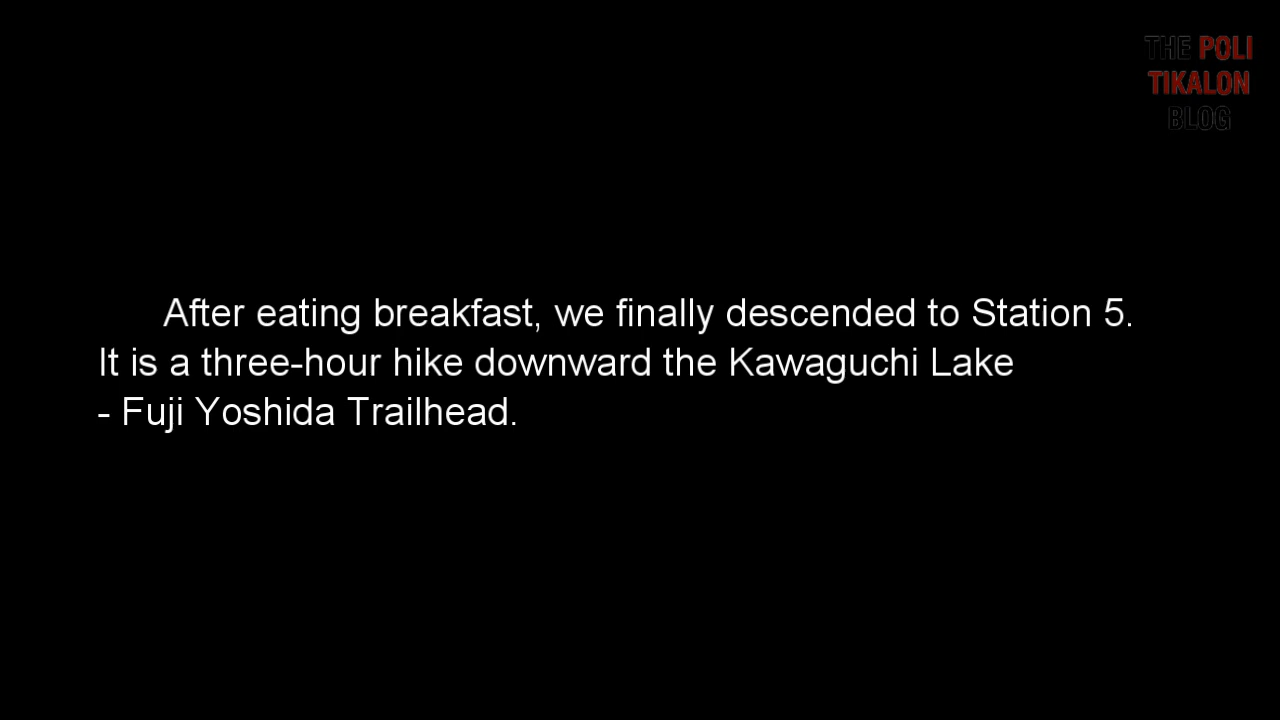 THE POLI
TIKALON
BLOG
After eating breakfast, we finally descended to Station 5.
It is a three-hour hike downward the Kawaguchi Lake
- Fuji Yoshida Trailhead.